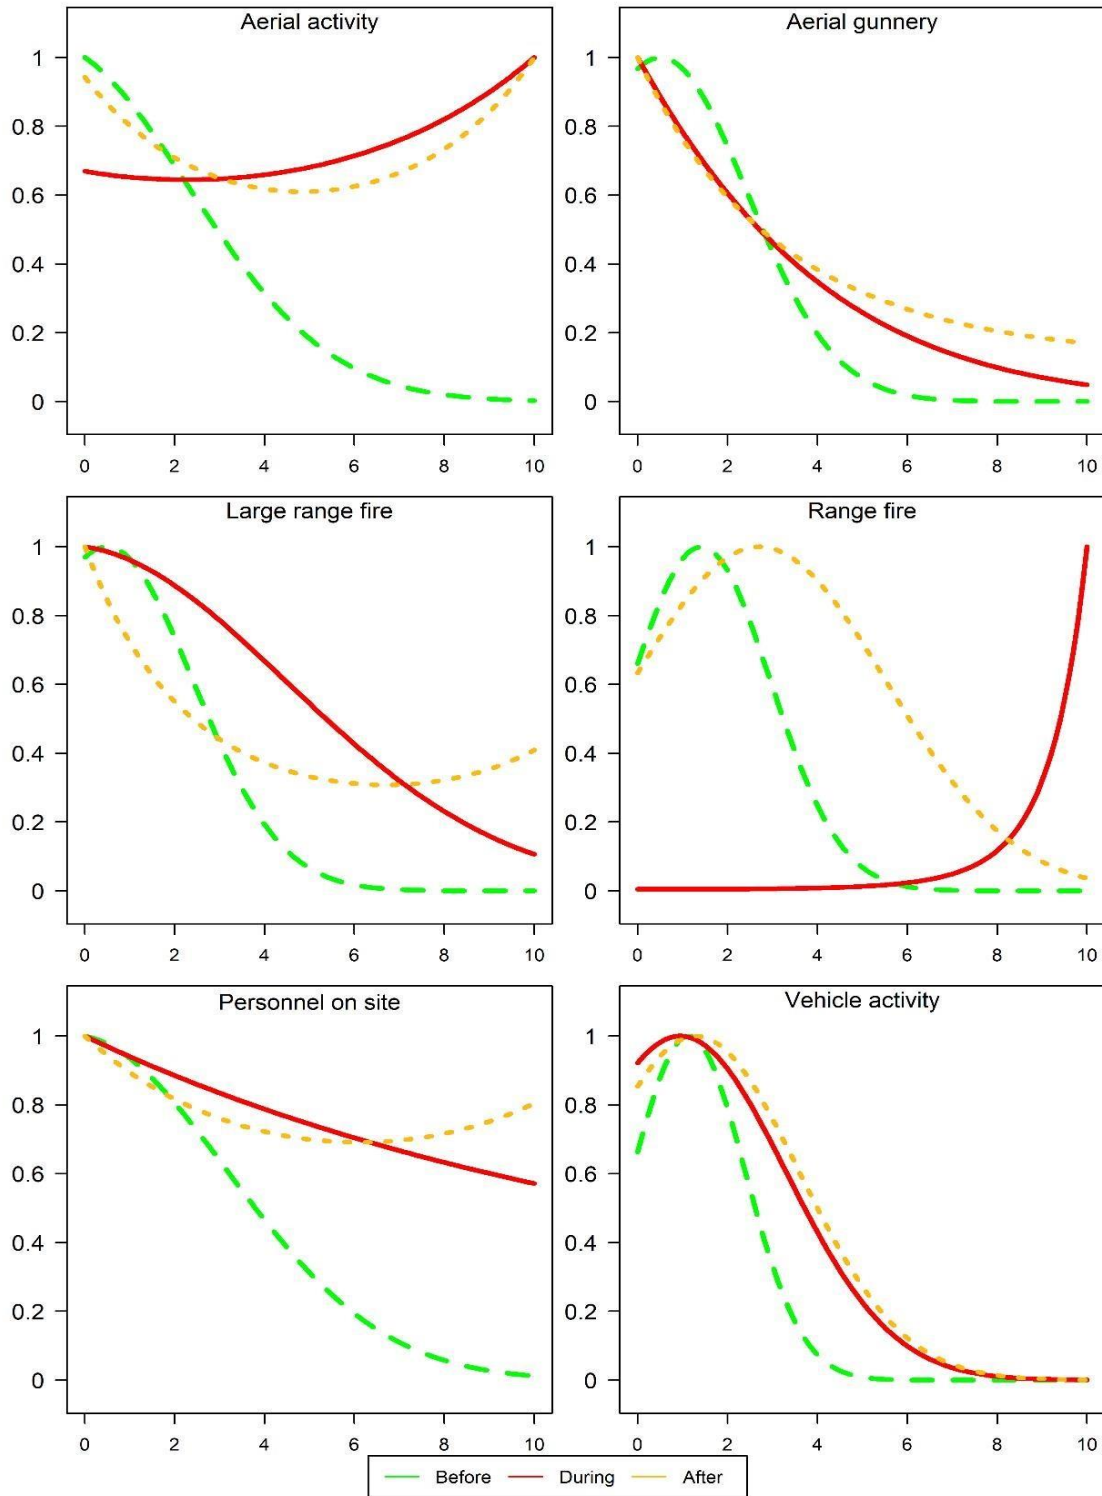 Aerial activity
1
0.8
0.6
0.4
0.2
0
0 2 4 6 8 10
Aerial gunnery
1
0.8
0.6
0.4
0.2
0
0 2 4 6 8 10
Large range fire
1
0.8
0.6
0.4
0.2
0
0 2 4 6 8 10
Range fire
1
0.8
0.6
0.4
0.2
0
0 2 4 6 8 10
Personnel on site
1
0.8
0.6
0.4
0.2
0
0 2 4 6 8 10
Vehicle activity
1
0.8
0.6
0.4
0.2
0
0 2 4 6 8 10
Before During After